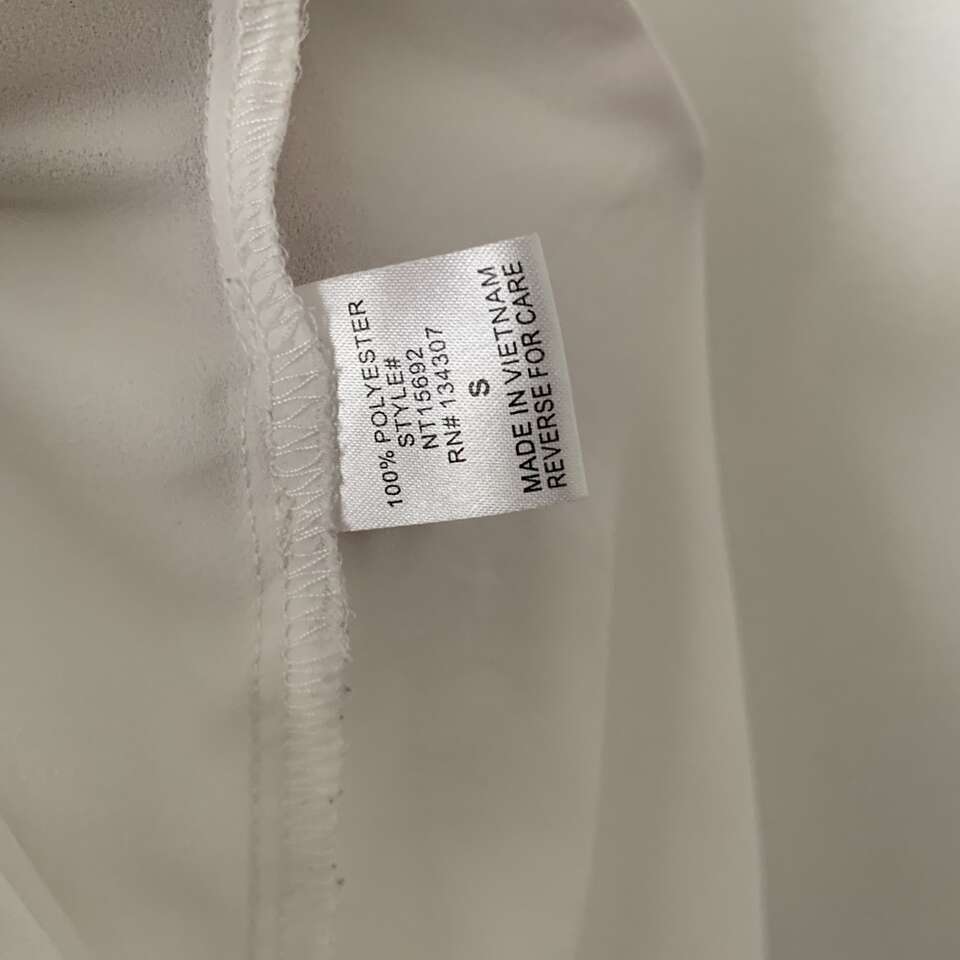 100% POLYESTER
STYLE#
NT15692
RN# 134307
S
MADE IN VIETNAM
REVERSE FOR CARE